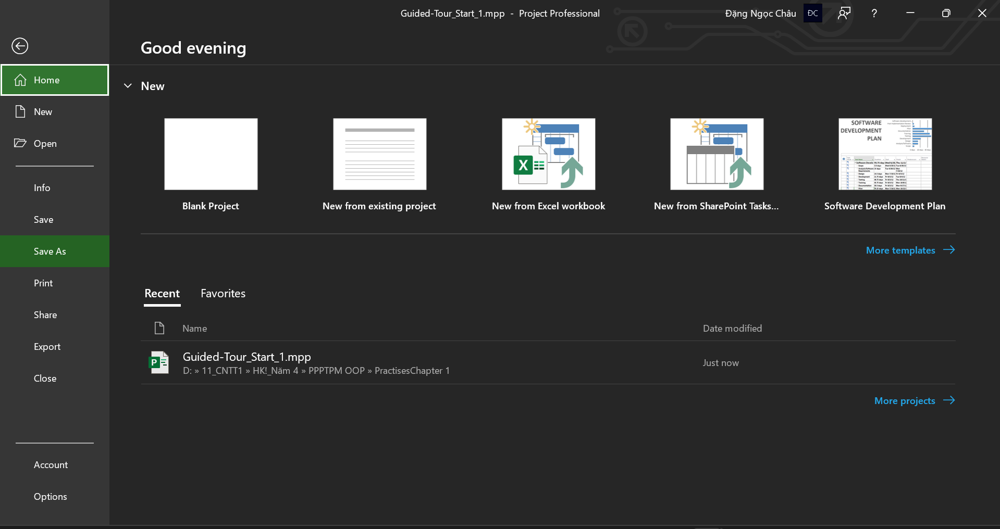 Guided-Tour_Start_1.mpp - Project Professional
Đặng Ngọc Châu
ĐC
?
Good evening
Home
New
Open
Info
Save
Save As
Print
Share
Export
Close
Account
Options
New
SOFTWARE
DEVELOPMENT
PLAN
Blank Project
New from existing project
New from Excel workbook
New from SharePoint Tasks...
Software Development Plan
More templates
Recent
Favorites
Name
Date modified
Guided-Tour_Start_1.mpp
D: » 11_CNTT1 » HK!_Năm 4 » PPPTPM OOP » PractisesChapter 1
Just now
More projects